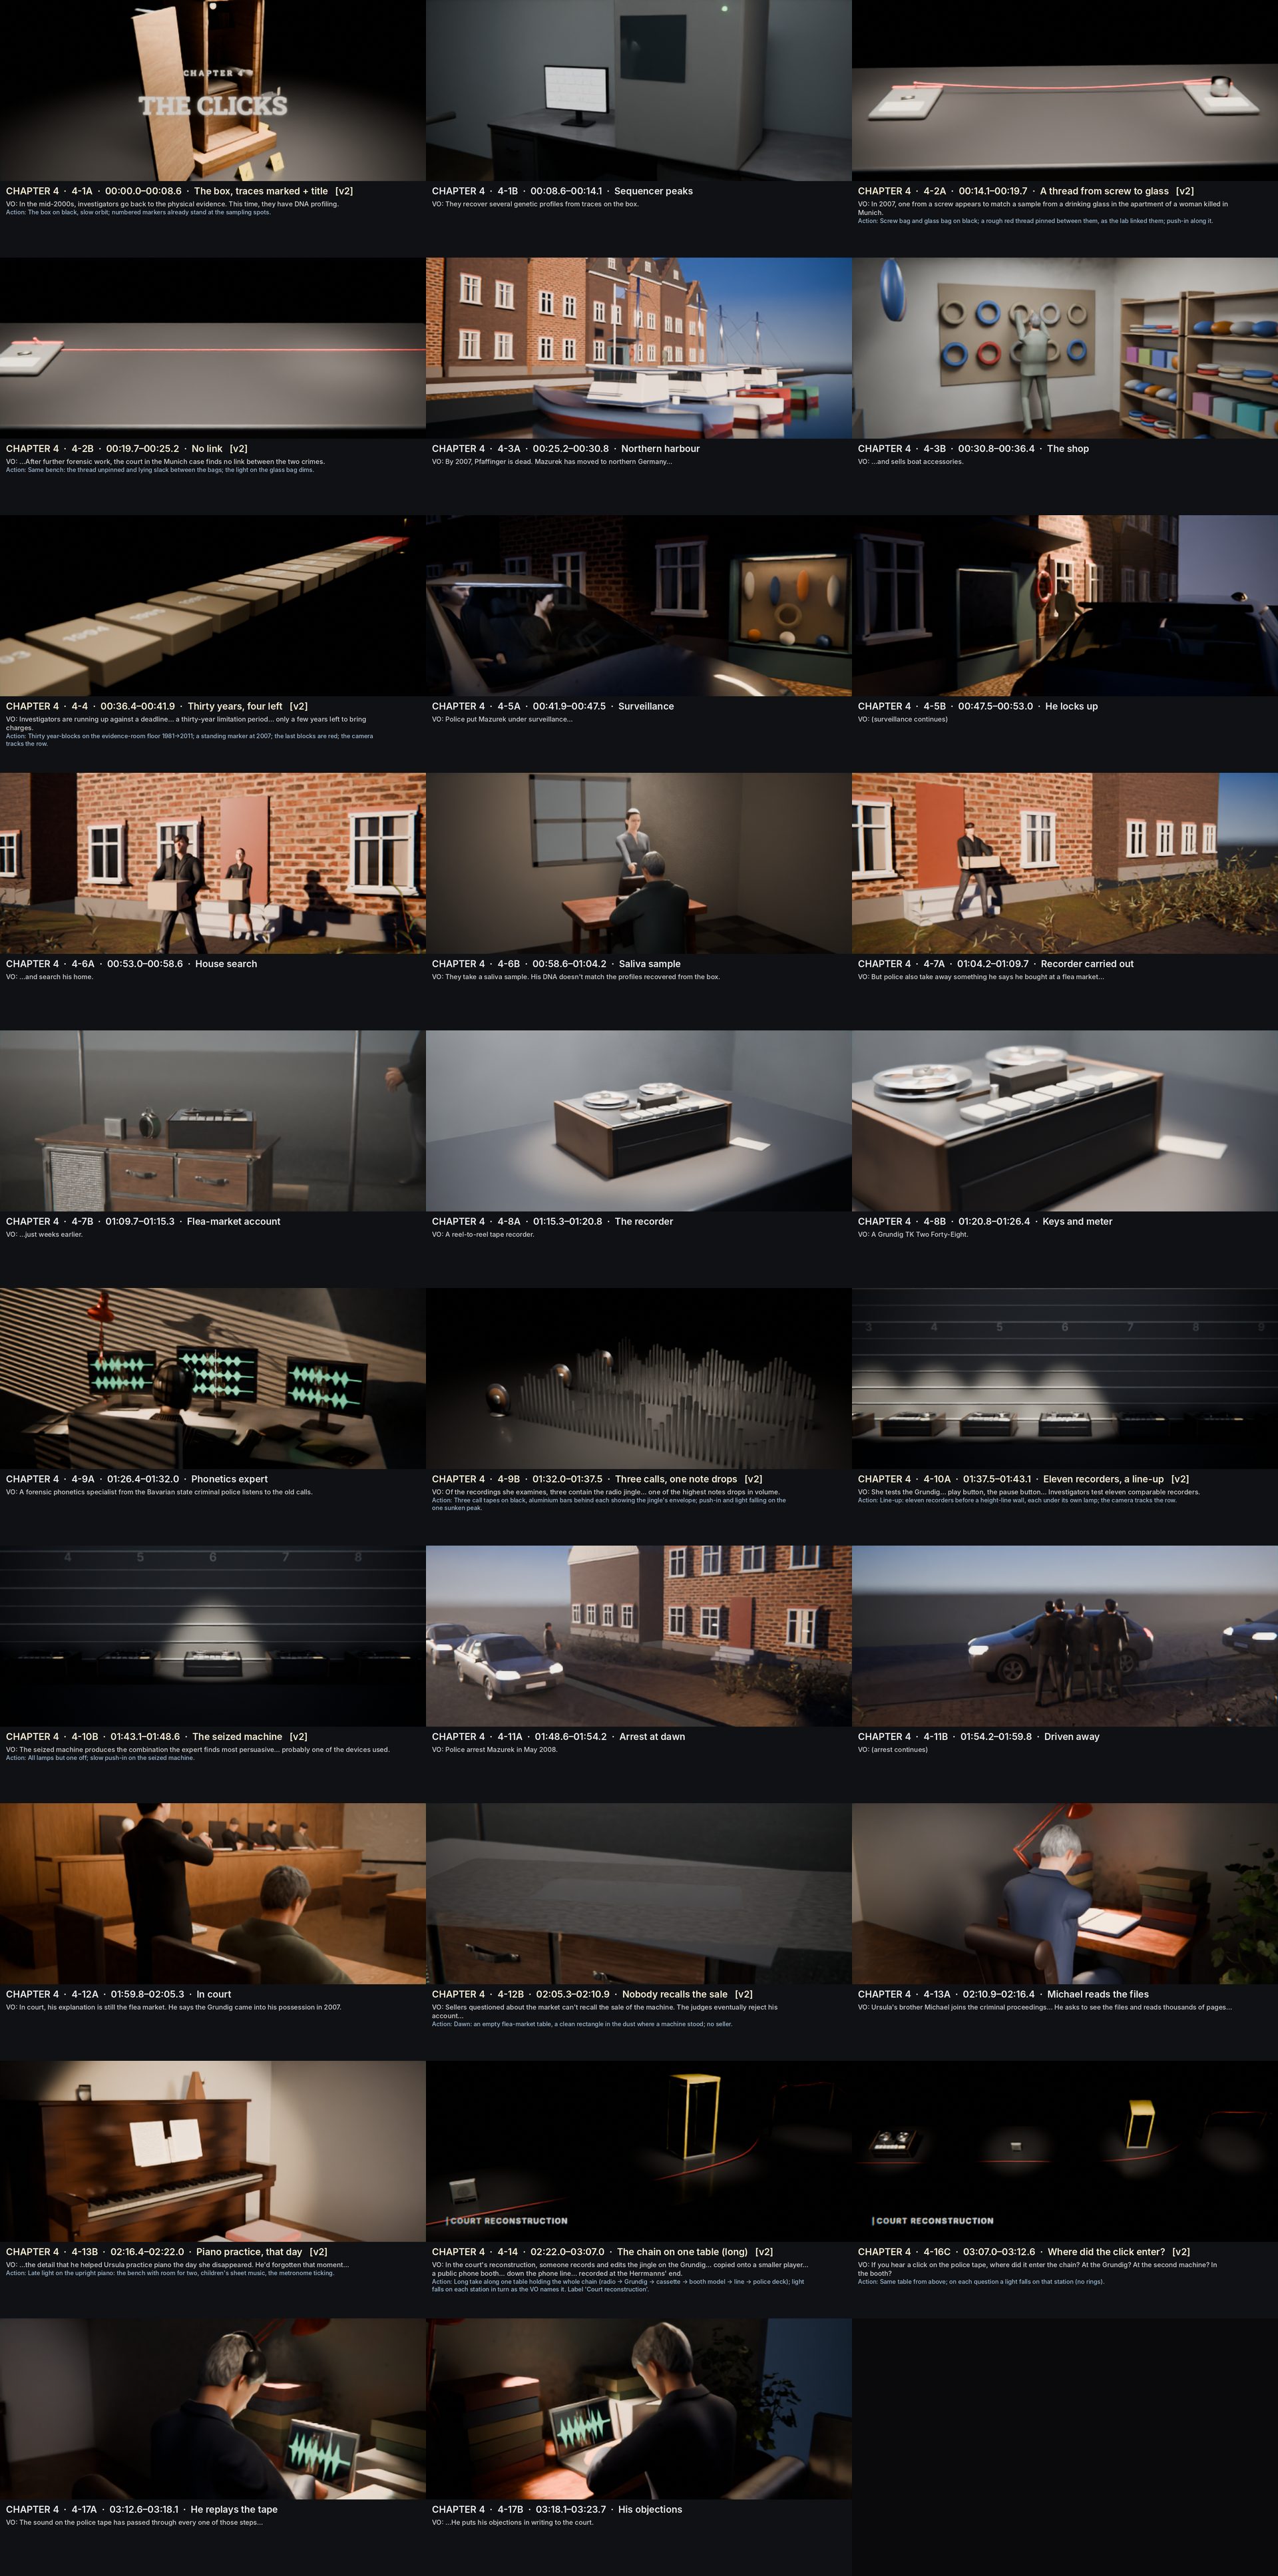 CHAPTER 4
THE CLICKS
CHAPTER 4 · 4-1A · 00:00.0–00:08.6 · The box, traces marked + title [v2]
VO: In the mid-2000s, investigators go back to the physical evidence. This time, they have DNA profiling.
Action: The box on black, slow orbit; numbered markers already stand at the sampling spots.
CHAPTER 4 · 4-1B · 00:08.6–00:14.1 · Sequencer peaks
VO: They recover several genetic profiles from traces on the box.
CHAPTER 4 · 4-2A · 00:14.1–00:19.7 · A thread from screw to glass [v2]
VO: In 2007, one from a screw appears to match a sample from a drinking glass in the apartment of a woman killed in
Munich.
Action: Screw bag and glass bag on black; a rough red thread pinned between them, as the lab linked them; push-in along it.
CHAPTER 4 · 4-2B · 00:19.7–00:25.2 · No link [v2]
VO: ...After further forensic work, the court in the Munich case finds no link between the two crimes.
Action: Same bench: the thread unpinned and lying slack between the bags; the light on the glass bag dims.
CHAPTER 4 · 4-3A · 00:25.2–00:30.8 · Northern harbour
VO: By 2007, Pfaffinger is dead. Mazurek has moved to northern Germany...
CHAPTER 4 · 4-3B · 00:30.8–00:36.4 · The shop
VO: ...and sells boat accessories.
1994
CHAPTER 4 · 4-4 · 00:36.4–00:41.9 · Thirty years, four left [v2]
VO: Investigators are running up against a deadline... a thirty-year limitation period... only a few years left to bring
charges.
Action: Thirty year-blocks on the evidence-room floor 1981→2011; a standing marker at 2007; the last blocks are red; the camera
tracks the row.
CHAPTER 4 · 4-5A · 00:41.9–00:47.5 · Surveillance
VO: Police put Mazurek under surveillance...
CHAPTER 4 · 4-5B · 00:47.5–00:53.0 · He locks up
VO: (surveillance continues)
CHAPTER 4 · 4-6A · 00:53.0–00:58.6 · House search
VO: ...and search his home.
CHAPTER 4 · 4-6B · 00:58.6–01:04.2 · Saliva sample
VO: They take a saliva sample. His DNA doesn't match the profiles recovered from the box.
CHAPTER 4 · 4-7A · 01:04.2–01:09.7 · Recorder carried out
VO: But police also take away something he says he bought at a flea market...
CHAPTER 4 · 4-7B · 01:09.7–01:15.3 · Flea-market account
VO: ...just weeks earlier.
CHAPTER 4 · 4-8A · 01:15.3–01:20.8 · The recorder
VO: A reel-to-reel tape recorder.
CHAPTER 4 · 4-8B · 01:20.8–01:26.4 · Keys and meter
VO: A Grundig TK Two Forty-Eight.
3 4 5 6 7 8 9
CHAPTER 4 · 4-9A · 01:26.4–01:32.0 · Phonetics expert
VO: A forensic phonetics specialist from the Bavarian state criminal police listens to the old calls.
CHAPTER 4 · 4-9B · 01:32.0–01:37.5 · Three calls, one note drops [v2]
VO: Of the recordings she examines, three contain the radio jingle... one of the highest notes drops in volume.
Action: Three call tapes on black, aluminium bars behind each showing the jingle's envelope; push-in and light falling on the
one sunken peak.
CHAPTER 4 · 4-10A · 01:37.5–01:43.1 · Eleven recorders, a line-up [v2]
VO: She tests the Grundig... play button, the pause button... Investigators test eleven comparable recorders.
Action: Line-up: eleven recorders before a height-line wall, each under its own lamp; the camera tracks the row.
4 5 6 7 8
CHAPTER 4 · 4-10B · 01:43.1–01:48.6 · The seized machine [v2]
VO: The seized machine produces the combination the expert finds most persuasive... probably one of the devices used.
Action: All lamps but one off; slow push-in on the seized machine.
CHAPTER 4 · 4-11A · 01:48.6–01:54.2 · Arrest at dawn
VO: Police arrest Mazurek in May 2008.
CHAPTER 4 · 4-11B · 01:54.2–01:59.8 · Driven away
VO: (arrest continues)
CHAPTER 4 · 4-12A · 01:59.8–02:05.3 · In court
VO: In court, his explanation is still the flea market. He says the Grundig came into his possession in 2007.
CHAPTER 4 · 4-12B · 02:05.3–02:10.9 · Nobody recalls the sale [v2]
VO: Sellers questioned about the market can't recall the sale of the machine. The judges eventually reject his
account...
Action: Dawn: an empty flea-market table, a clean rectangle in the dust where a machine stood; no seller.
CHAPTER 4 · 4-13A · 02:10.9–02:16.4 · Michael reads the files
VO: Ursula's brother Michael joins the criminal proceedings... He asks to see the files and reads thousands of pages...
COURT RECONSTRUCTION
COURT RECONSTRUCTION
CHAPTER 4 · 4-13B · 02:16.4–02:22.0 · Piano practice, that day [v2]
VO: ...the detail that he helped Ursula practice piano the day she disappeared. He'd forgotten that moment...
Action: Late light on the upright piano: the bench with room for two, children's sheet music, the metronome ticking.
CHAPTER 4 · 4-14 · 02:22.0–03:07.0 · The chain on one table (long) [v2]
VO: In the court's reconstruction, someone records and edits the jingle on the Grundig... copied onto a smaller player...
a public phone booth... down the phone line... recorded at the Herrmanns' end.
Action: Long take along one table holding the whole chain (radio → Grundig → cassette → booth model → line → police deck); light
falls on each station in turn as the VO names it. Label 'Court reconstruction'.
CHAPTER 4 · 4-16C · 03:07.0–03:12.6 · Where did the click enter? [v2]
VO: If you hear a click on the police tape, where did it enter the chain? At the Grundig? At the second machine? In
the booth?
Action: Same table from above; on each question a light falls on that station (no rings).
CHAPTER 4 · 4-17A · 03:12.6–03:18.1 · He replays the tape
VO: The sound on the police tape has passed through every one of those steps...
CHAPTER 4 · 4-17B · 03:18.1–03:23.7 · His objections
VO: ...He puts his objections in writing to the court.